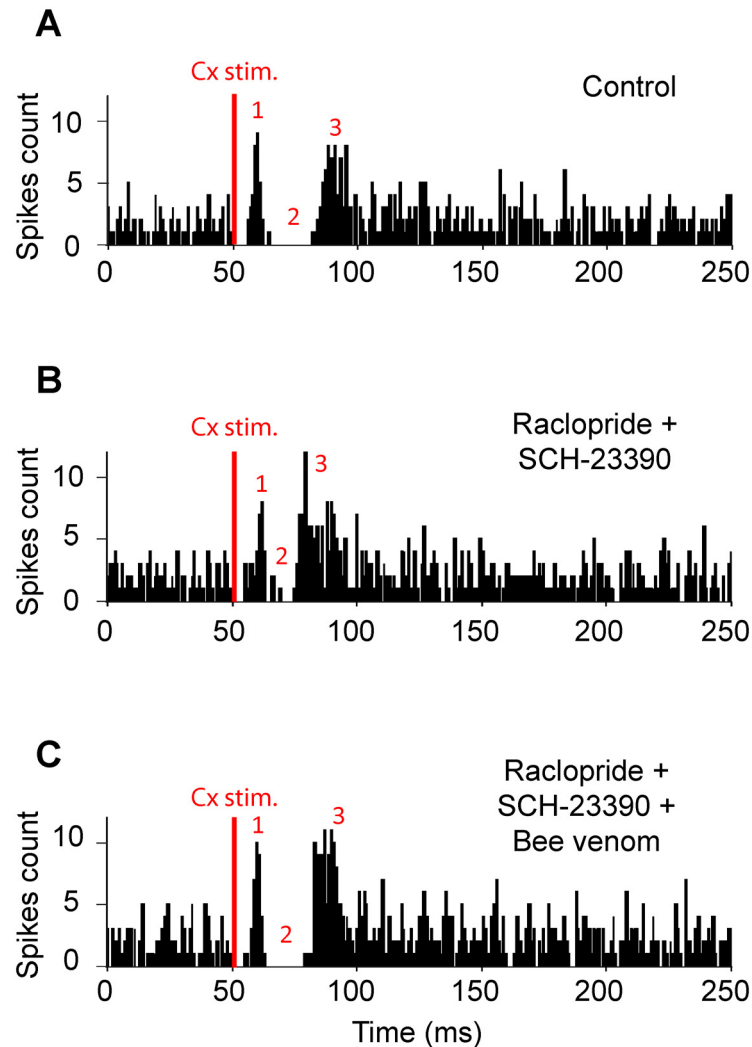 A
Cx stim.
1
3
Control
2
Spikes count
10
5
0
0 50 100 150 200 250
B
Cx stim.
Raclopride +
SCH-23390
3
1
2
Spikes count
10
5
0
0 50 100 150 200 250
C
Cx stim.
Raclopride +
SCH-23390 +
Bee venom
1
3
2
Spikes count
10
5
0
0 50 100 150 200 250
Time (ms)